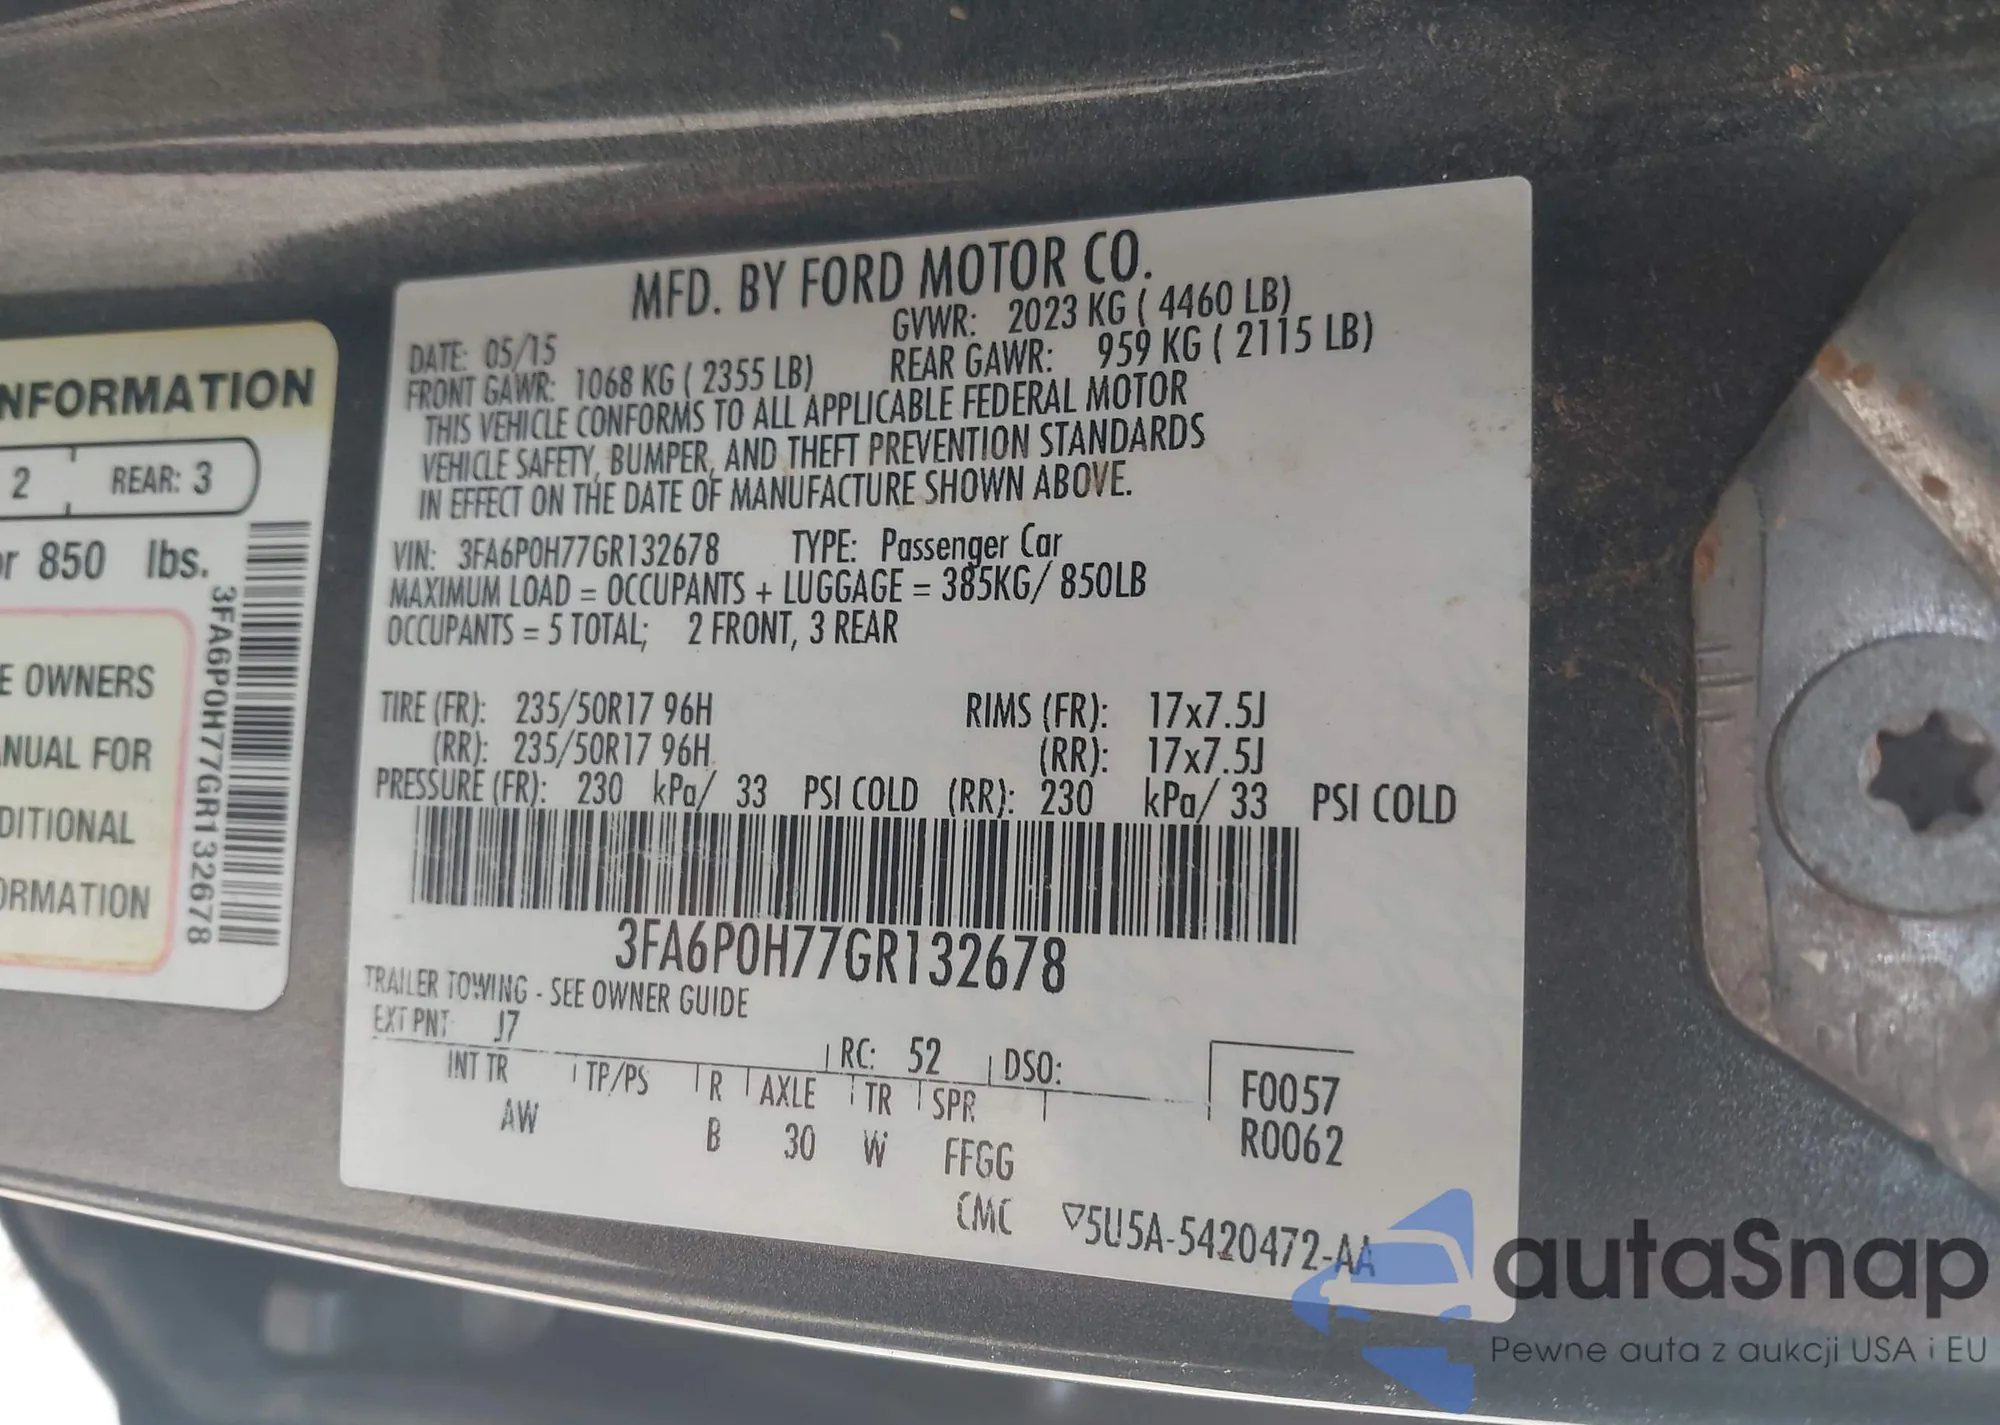 NFORMATION
2 REAR: 3
850 lbs.
3FA6P0H77GR132678
E OWNERS
NUAL FOR
DITIONAL
ORMATION
MFD. BY FORD MOTOR CO.
DATE: 05/15 GVWR: 2023 KG ( 4460 LB)
FRONT GAWR: 1068 KG ( 2355 LB) REAR GAWR: 959 KG ( 2115 LB)
THIS VEHICLE CONFORMS TO ALL APPLICABLE FEDERAL MOTOR
VEHICLE SAFETY, BUMPER, AND THEFT PREVENTION STANDARDS
IN EFFECT ON THE DATE OF MANUFACTURE SHOWN ABOVE.
VIN: 3FA6P0H77GR132678 TYPE: Passenger Car
MAXIMUM LOAD = OCCUPANTS + LUGGAGE = 385KG/ 850LB
OCCUPANTS = 5 TOTAL; 2 FRONT, 3 REAR
TIRE (FR): 235/50R17 96H RIMS (FR): 17x7.5J
(RR): 235/50R17 96H (RR): 17x7.5J
PRESSURE (FR): 230 kPa/ 33 PSI COLD (RR): 230 kPa/ 33 PSI COLD
3FA6P0H77GR132678
TRAILER TOWING - SEE OWNER GUIDE
EXT PNT: J7 RC: 52 DSO:
INT TR TP/PS R AXLE TR SPR F0057
AW B 30 W FFGG R0062
CMC ▽5U5A-5420472-AA
autaSnap
Pewne auta z aukcji USA i EU